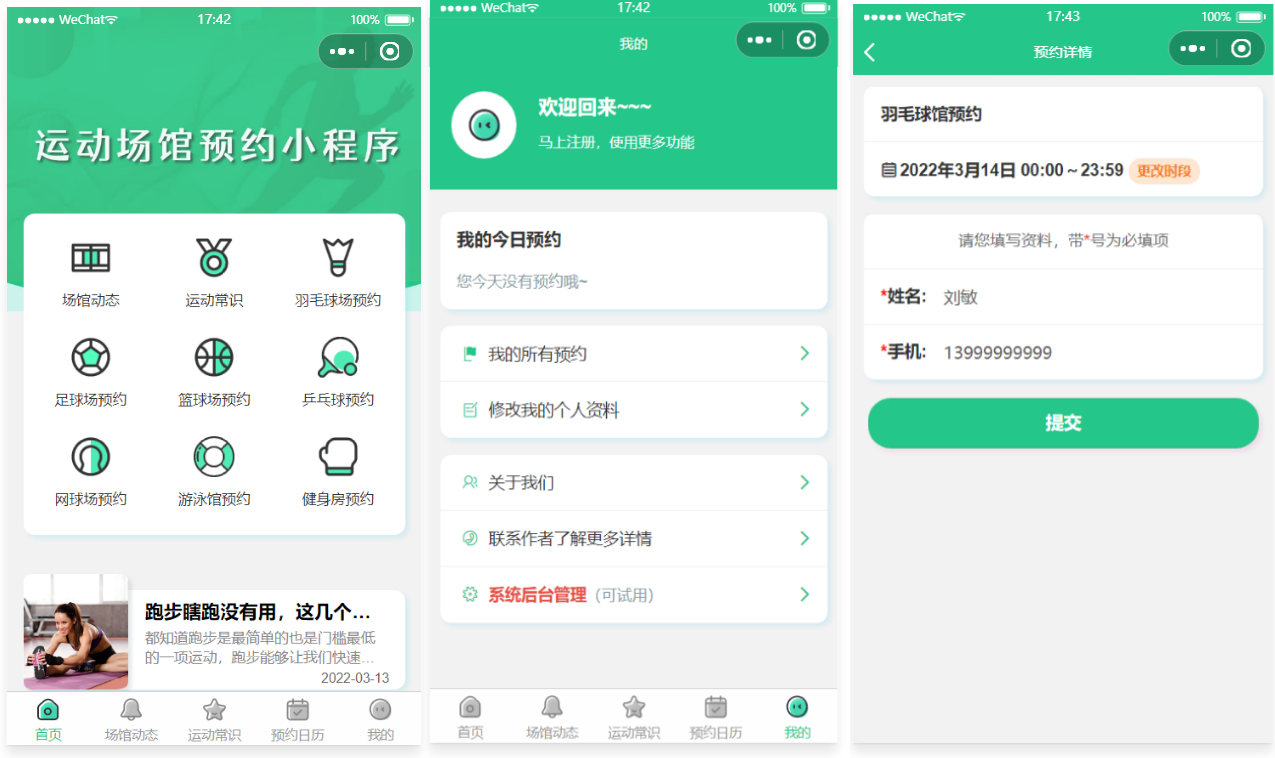 WeChat 17:42 100%
运动场馆预约小程序
场馆动态 运动常识 羽毛球场预约
足球场预约 篮球场预约 乒乓球预约
网球场预约 游泳馆预约 健身房预约
跑步瞎跑没有用，这几个...
都知道跑步是最简单的也是门槛最低
的一项运动，跑步能够让我们快速...
2022-03-13
首页 场馆动态 运动常识 预约日历 我的
WeChat 17:42 100%
我的
欢迎回来~~~
马上注册，使用更多功能
我的今日预约
您今天没有预约哦~
我的所有预约
修改我的个人资料
关于我们
联系作者了解更多详情
系统后台管理 (可试用)
首页 场馆动态 运动常识 预约日历 我的
WeChat 17:43 100%
预约详情
羽毛球馆预约
2022年3月14日 00:00～23:59 更改时段
请您填写资料，带*号为必填项
*姓名: 刘敏
*手机: 13999999999
提交